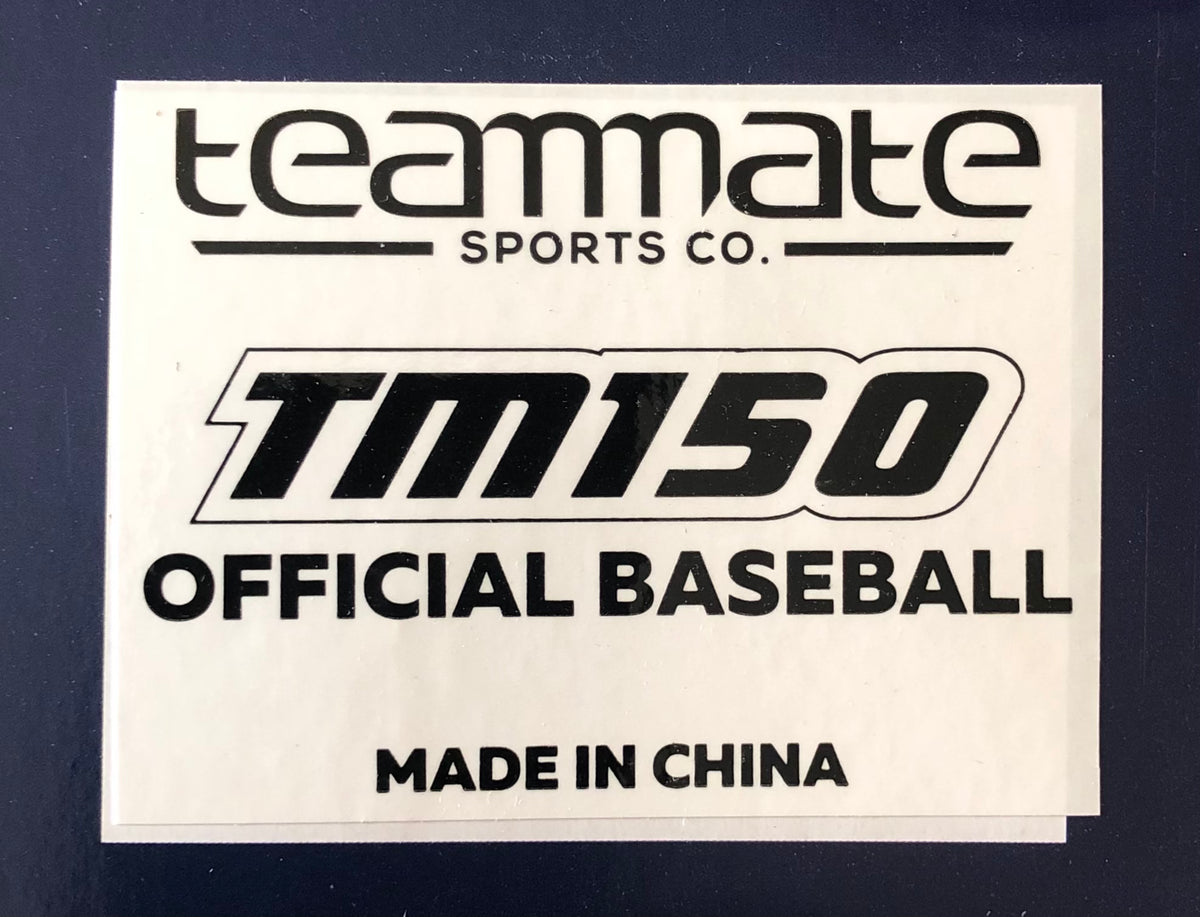 teammate
SPORTS CO.
TM150
OFFICIAL BASEBALL
MADE IN CHINA